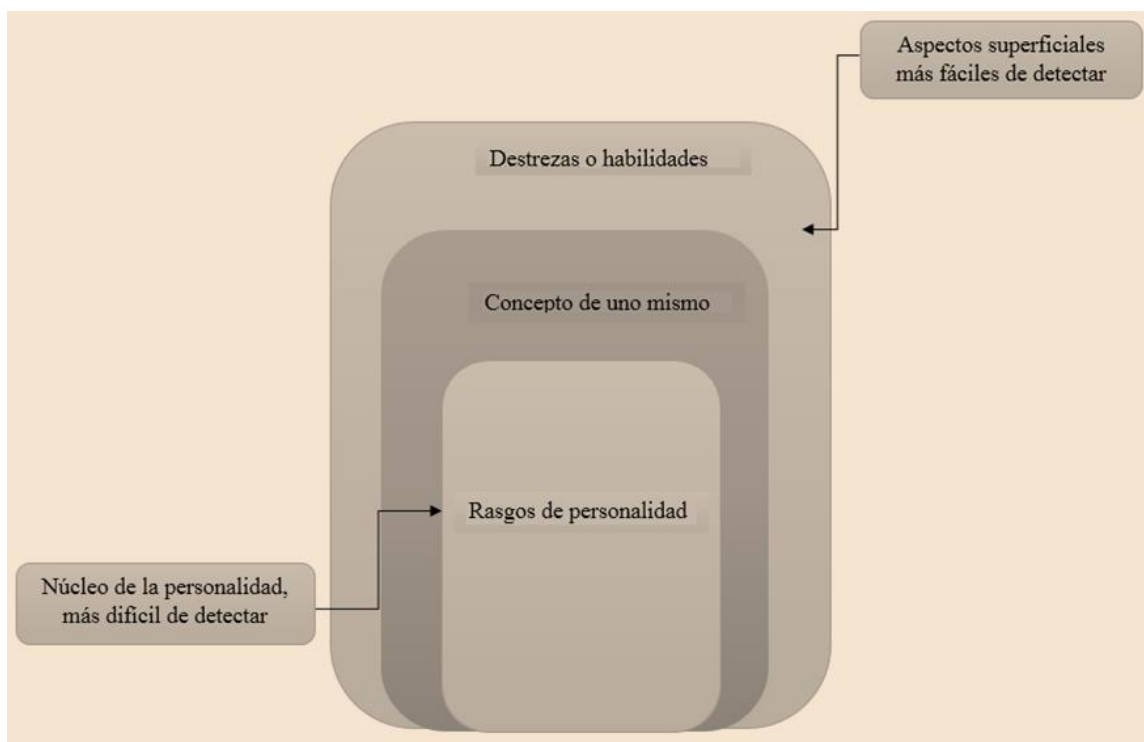 Aspectos superficiales
más fáciles de detectar
Destrezas o habilidades
Concepto de uno mismo
Rasgos de personalidad
Núcleo de la personalidad,
más difícil de detectar